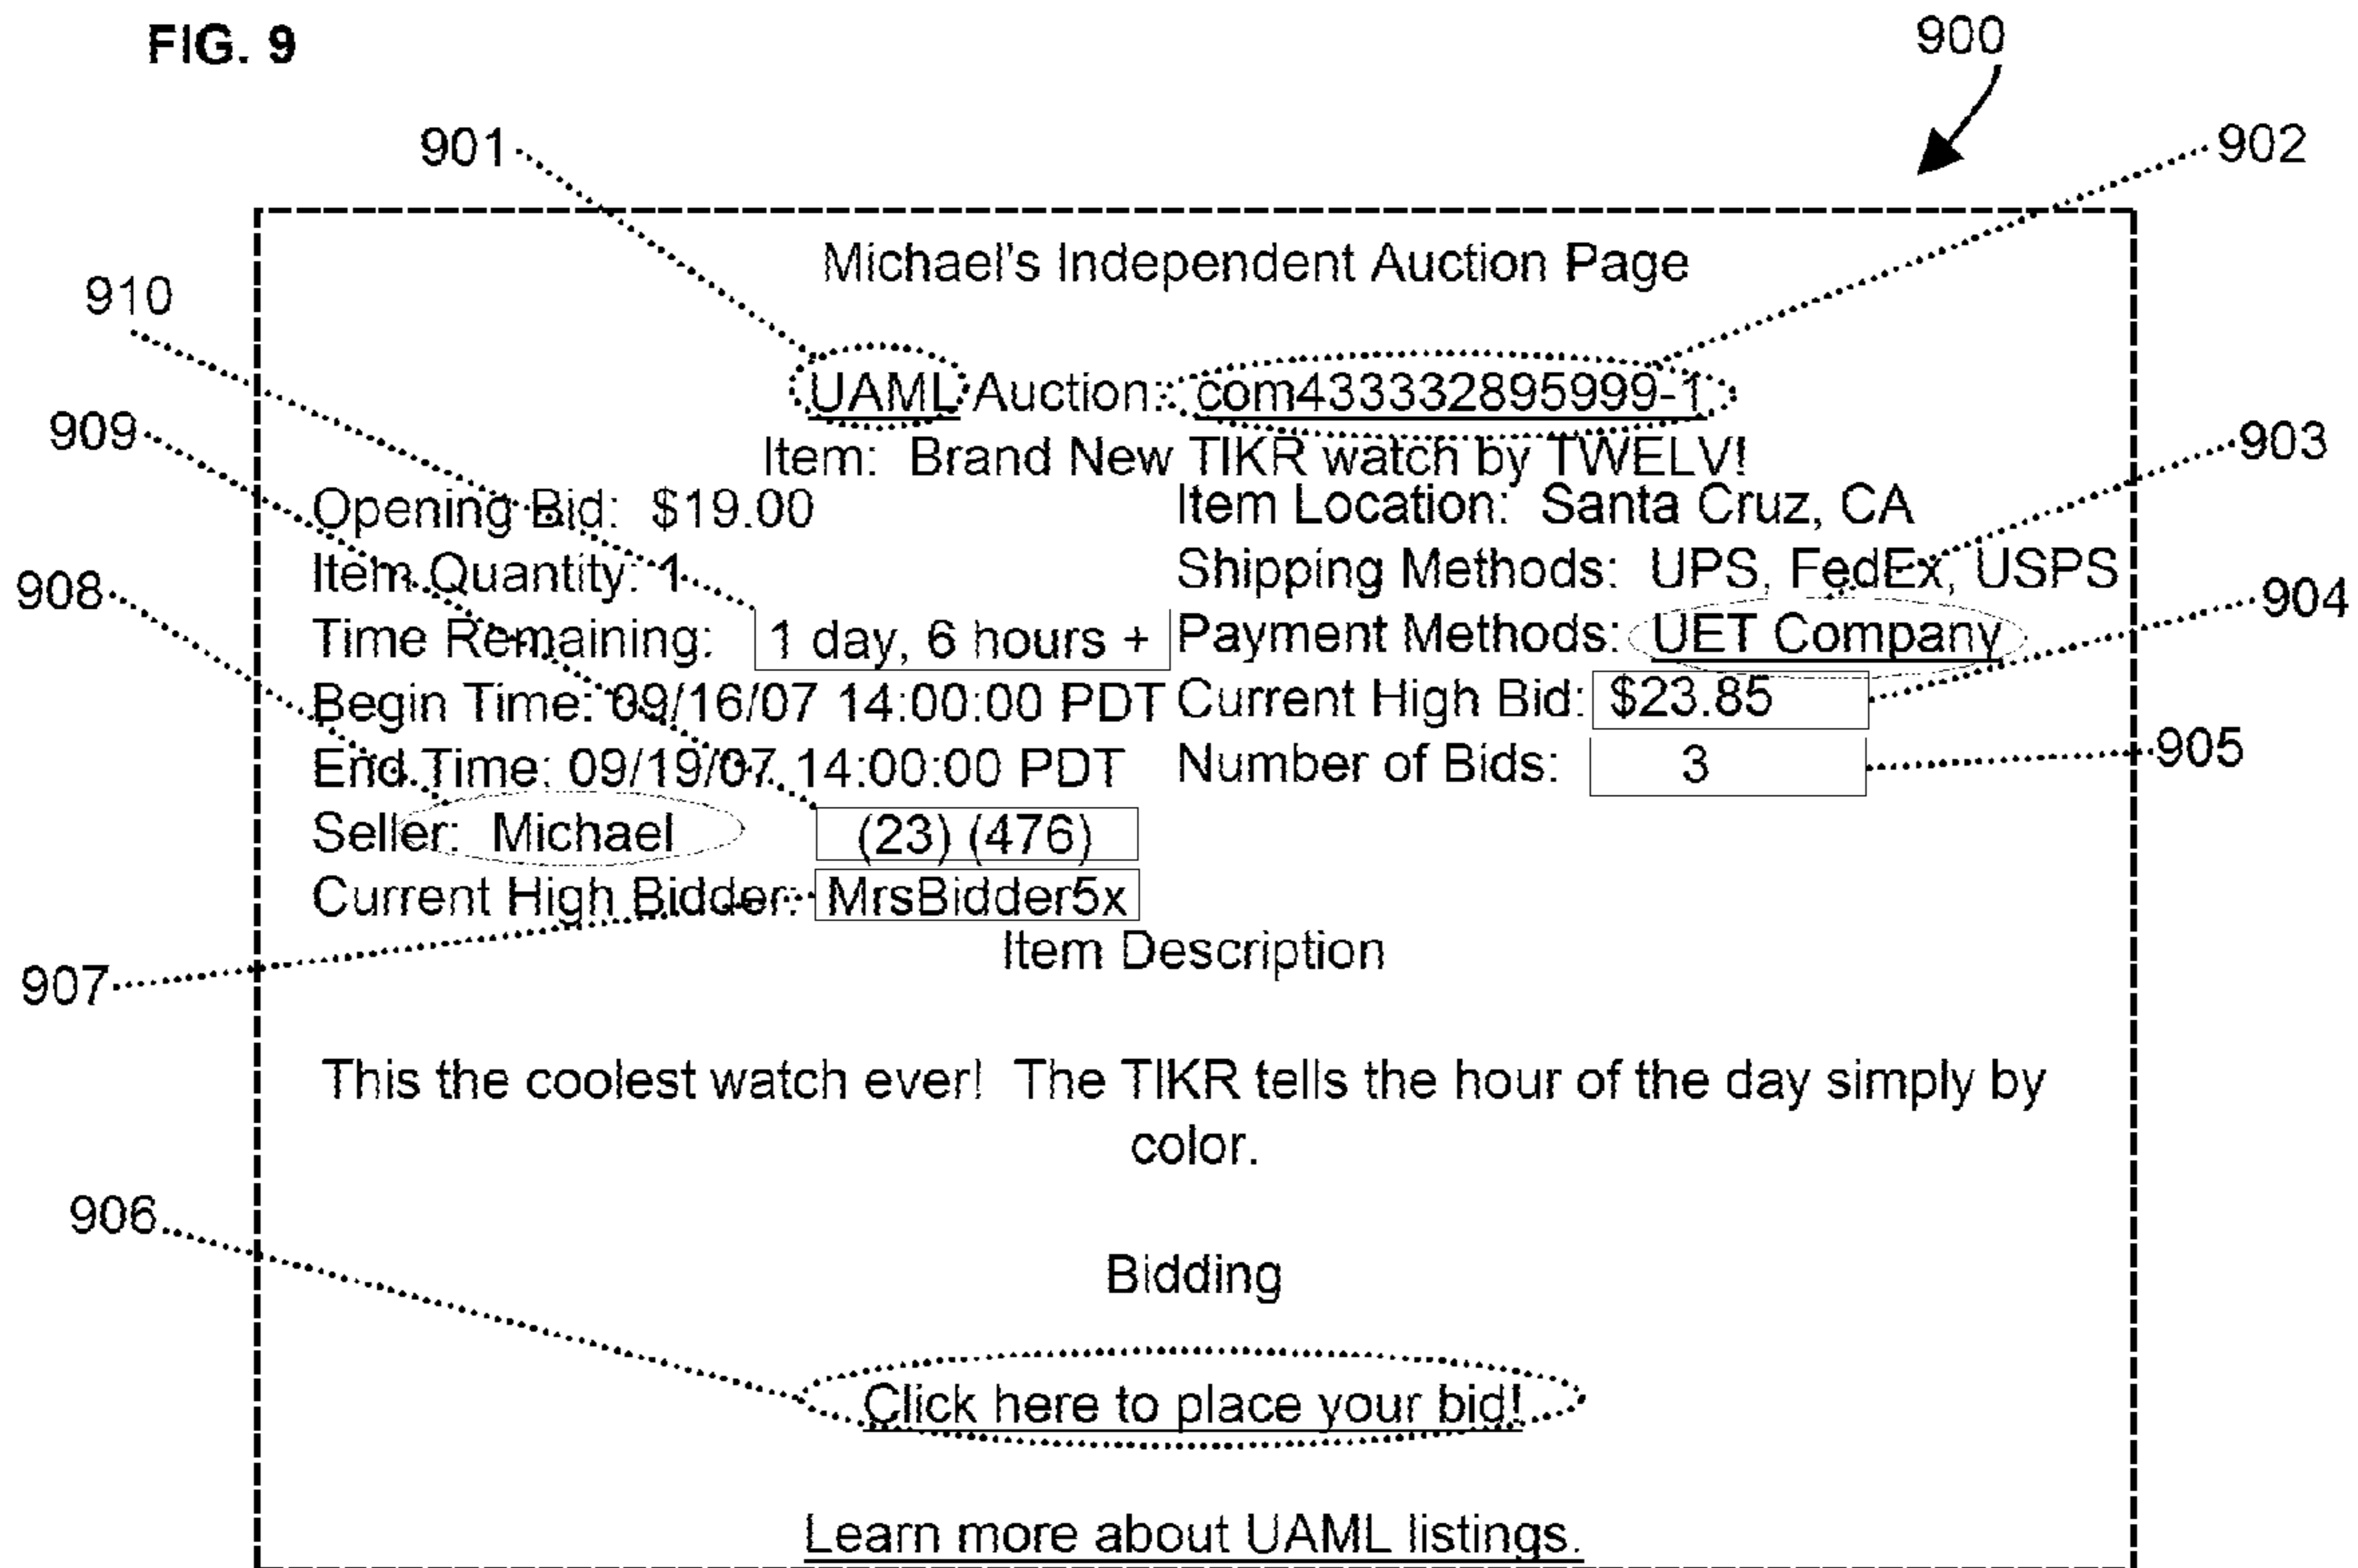 FIG. 9
900
901
902
Michael's Independent Auction Page
910
UAML Auction: com433332895999-1
909
903
Item: Brand New TIKR watch by TWELV!
Opening Bid: $19.00
Item Location: Santa Cruz, CA
Item Quantity: 1
Shipping Methods: UPS, FedEx, USPS
908
904
Time Remaining: 1 day, 6 hours +
Payment Methods: UET Company
Begin Time: 09/16/07 14:00:00 PDT
Current High Bid: $23.85
End Time: 09/19/07 14:00:00 PDT
Number of Bids: 3
905
Seller: Michael (23) (476)
Current High Bidder: MrsBidder5x
Item Description
907
This the coolest watch ever! The TIKR tells the hour of the day simply by
color.
906
Bidding
Click here to place your bid!
Learn more about UAML listings.